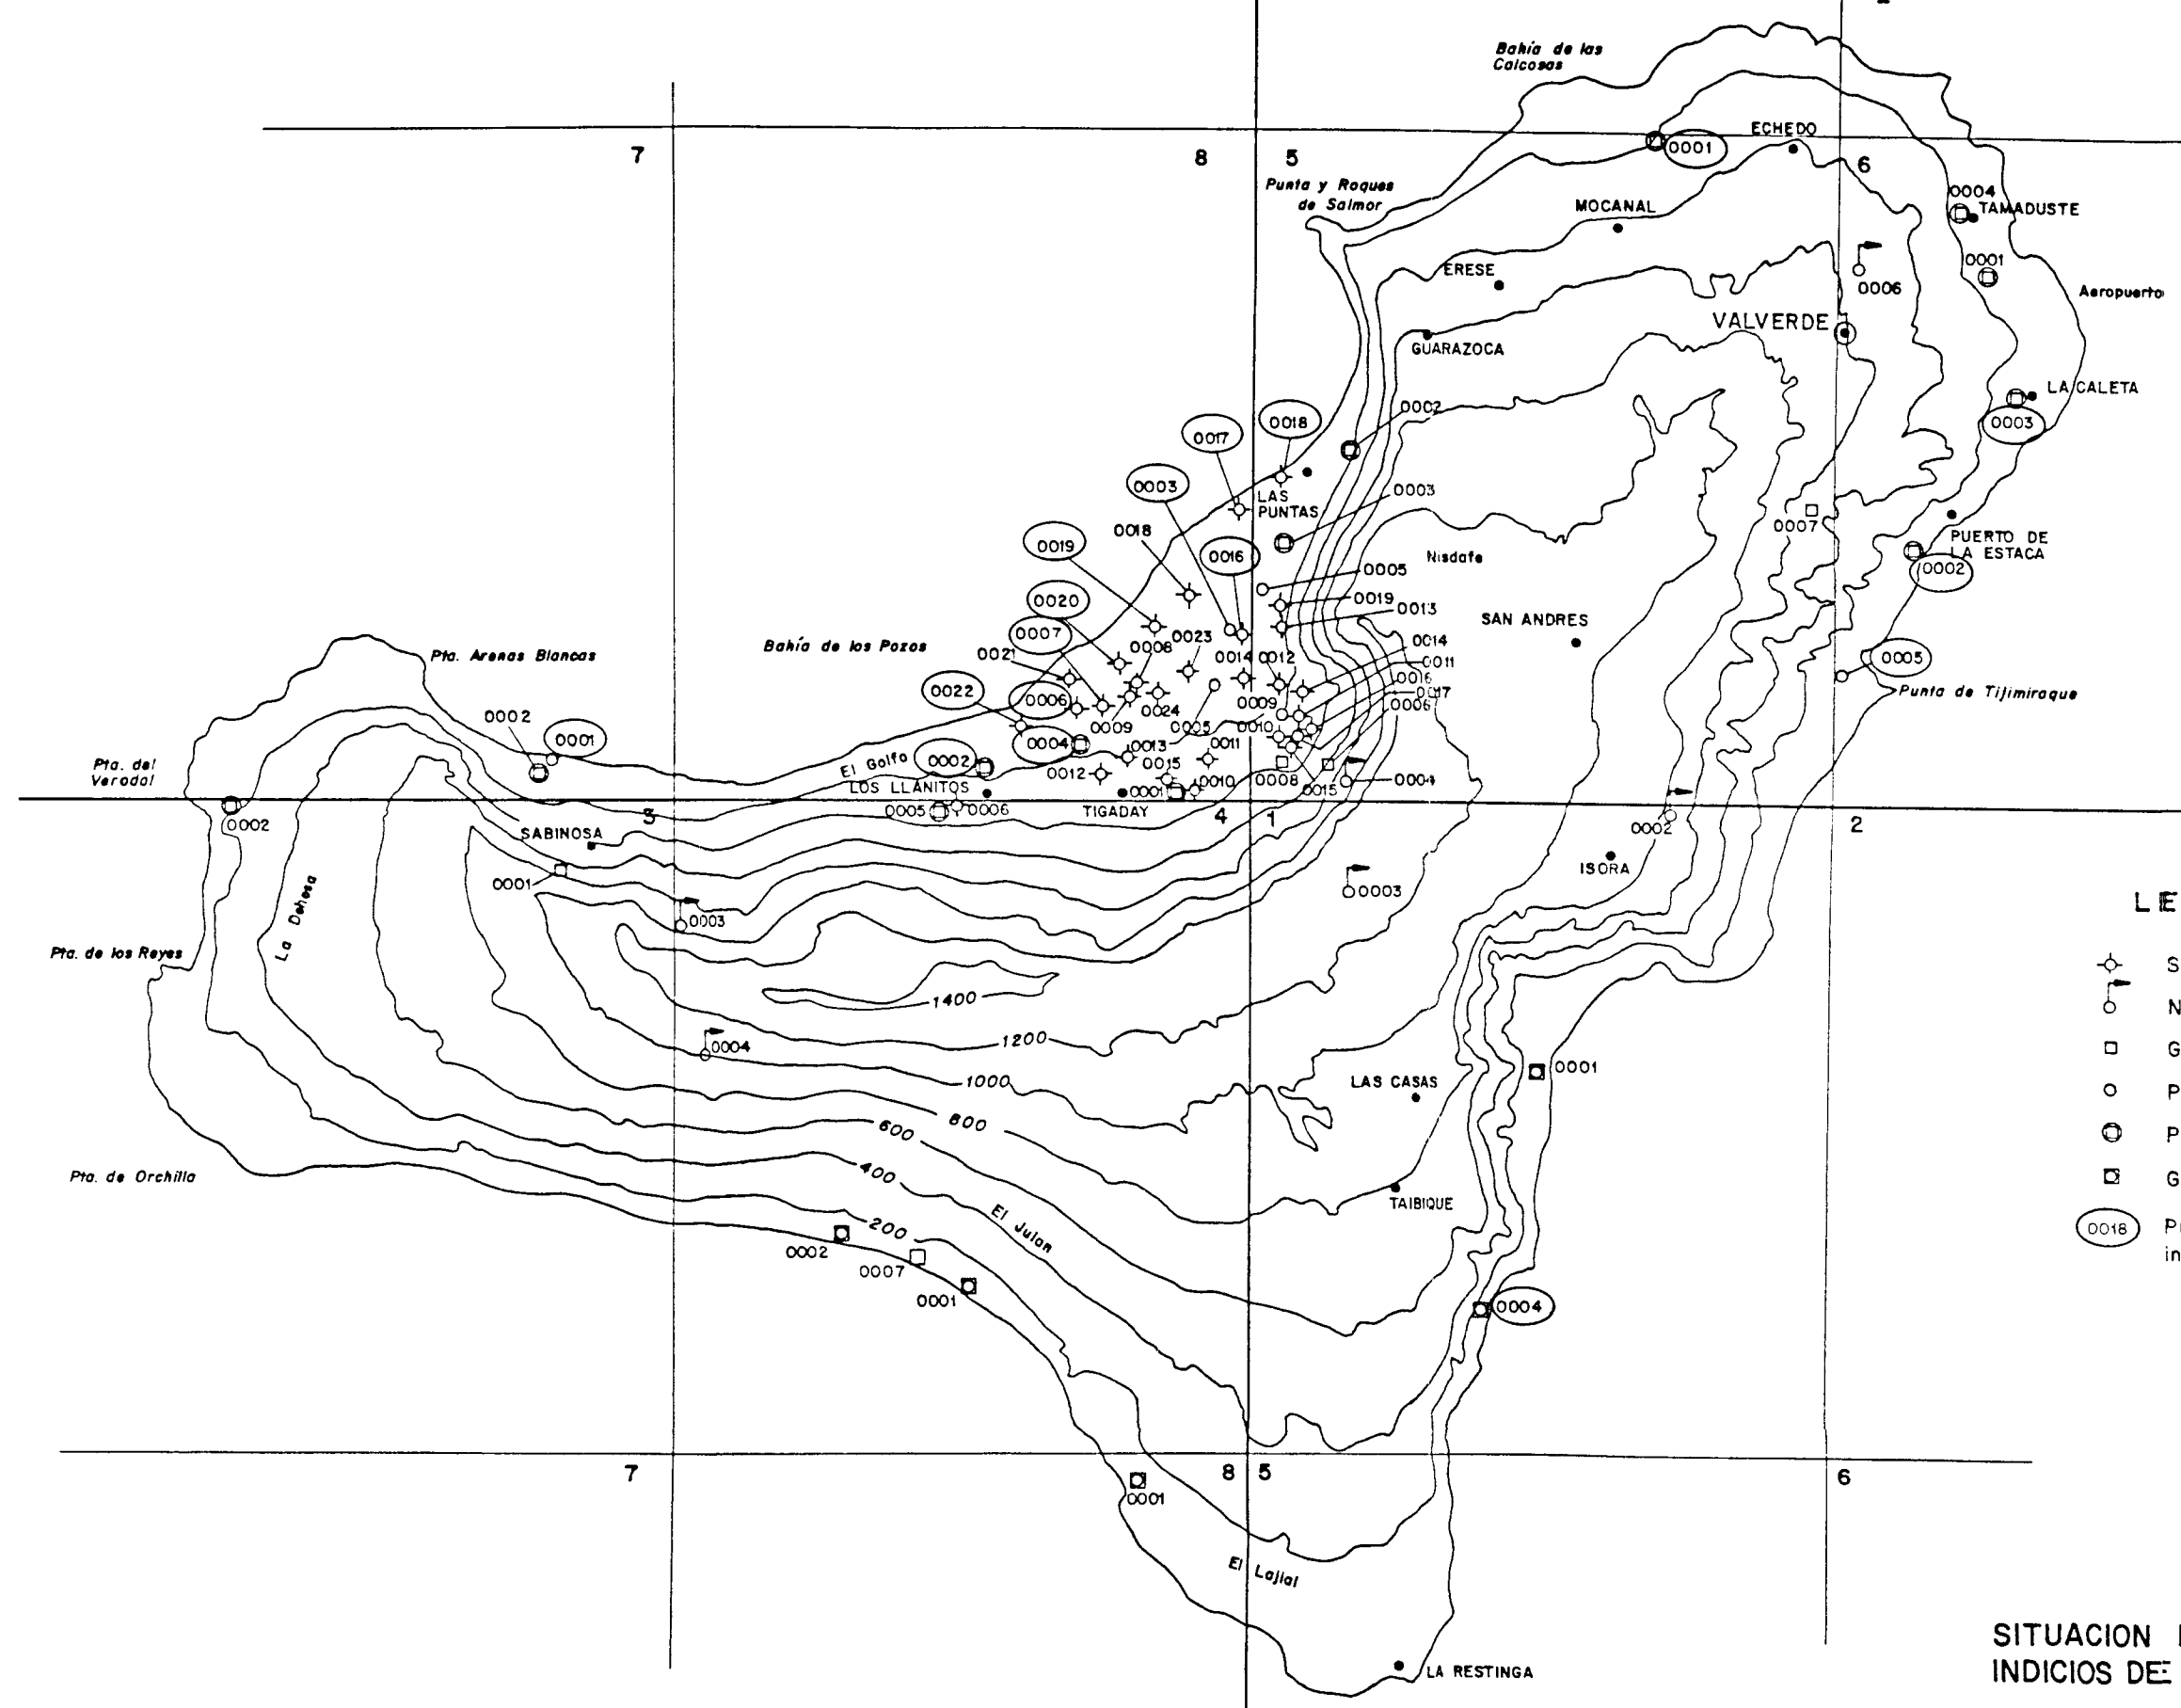 Bahía de las
Calcosas
7
8
5
ECHEDO
0001
6
Punta y Roques
de Salmor
MOCANAL
0004
TAMADUSTE
ERESE
0001
0006
Aeropuerto
VALVERDE
GUARAZOCA
LA CALETA
0002
0003
0017
0018
0003
0003
LAS
PUNTAS
0007
0018
0019
0016
Nisdafe
PUERTO DE
LA ESTACA
0002
0005
0020
0019
0013
SAN ANDRES
0007
0023
0008
0014
Bahía de los Pozos
Pta. Arenas Blancas
0021
0014
0012
0011
0005
0016
Punta de Tijimiraque
0022
0006
0017
0024
0009
0006
0002
0001
0009
0005
0010
0004
0013
0011
El Golfo
0002
0012
0015
Pta. del
Verodal
LOS LLANITOS
0001
0010
0008
0015
0004
0002
0005
0006
TIGADAY
SABINOSA
3
4
1
0002
2
0001
ISORA
La Dehesa
0003
0003
LE
Pta. de los Reyes
S
1400
N
0004
1200
G
1000
LAS CASAS
0001
P
800
600
P
400
Pta. de Orchilla
G
TAIBIQUE
El Julan
200
0018
P
in
0002
0007
0001
0004
7
8
5
6
0001
El Lajial
SITUACION
INDICIOS DE
LA RESTINGA